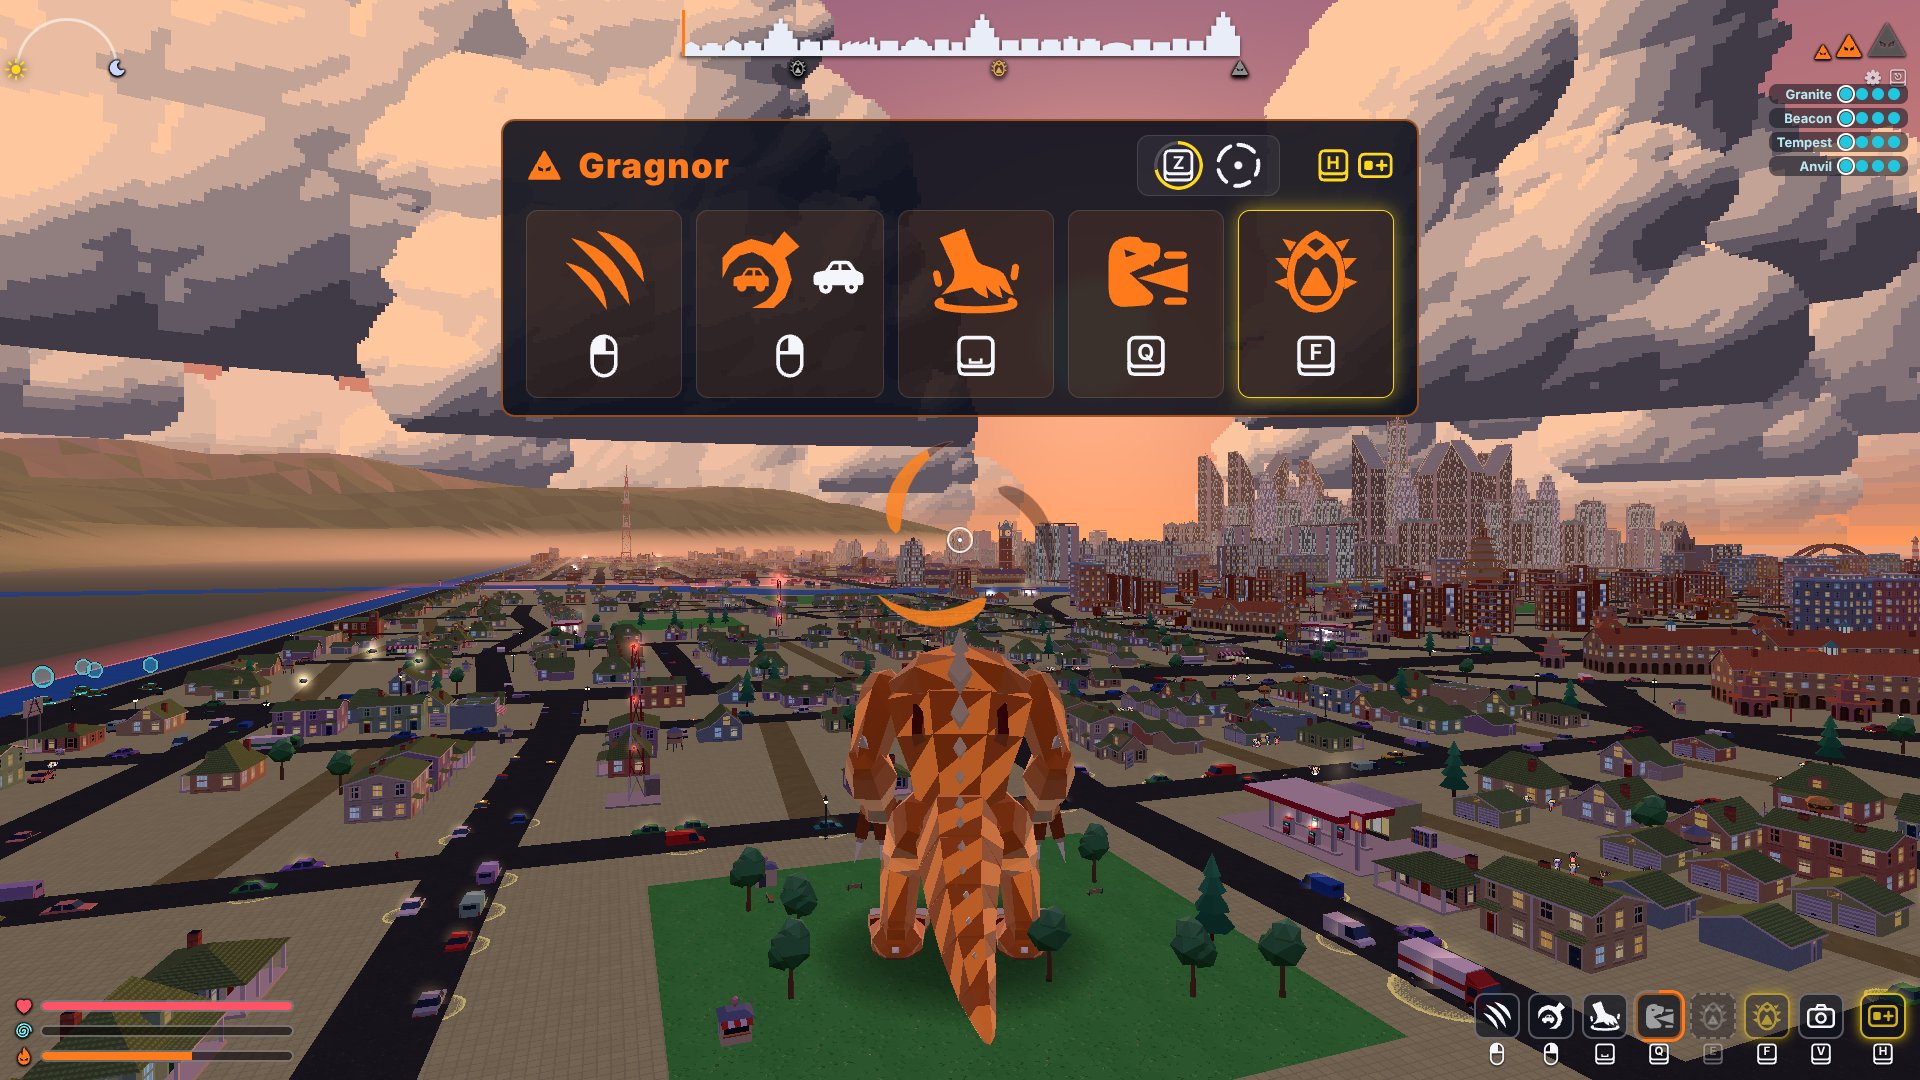 Granite
Beacon
Tempest
Anvil
Gragnor
Z
H
Q
F
Q
E
F
V
H